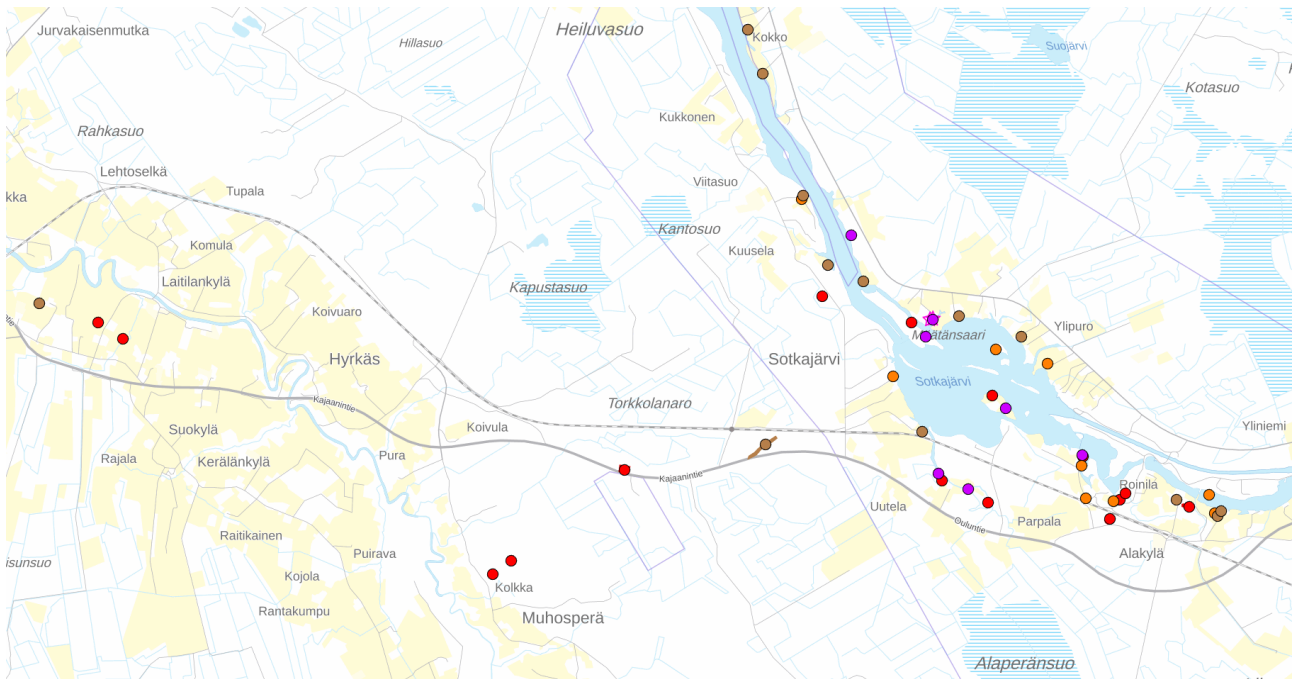 Jurvakaisenmutka
Hillasuo
Heiluvasuo
Kokko
Suojärvi
Kotasuo
Rahkasuo
Kukkonen
Lehtoselkä
Tupala
kka
Viitasuo
Komula
Kantosuo
Kuusela
Laitilankylä
Kapustasuo
Koivuaro
Ylipuro
Hyrkäs
Sotkajärvi
Sotkajärvi
Kajaanintie
Torkkolanaro
Suokylä
Koivula
Yliniemi
Rajala
Kerälänkylä
Pura
Kajaanintie
Roinila
Uutela
Ouluntie
Parpala
Raitikainen
Puirava
Alakylä
isunsuo
Kojola
Kolkka
Rantakumpu
Muhosperä
Alaperänsuo